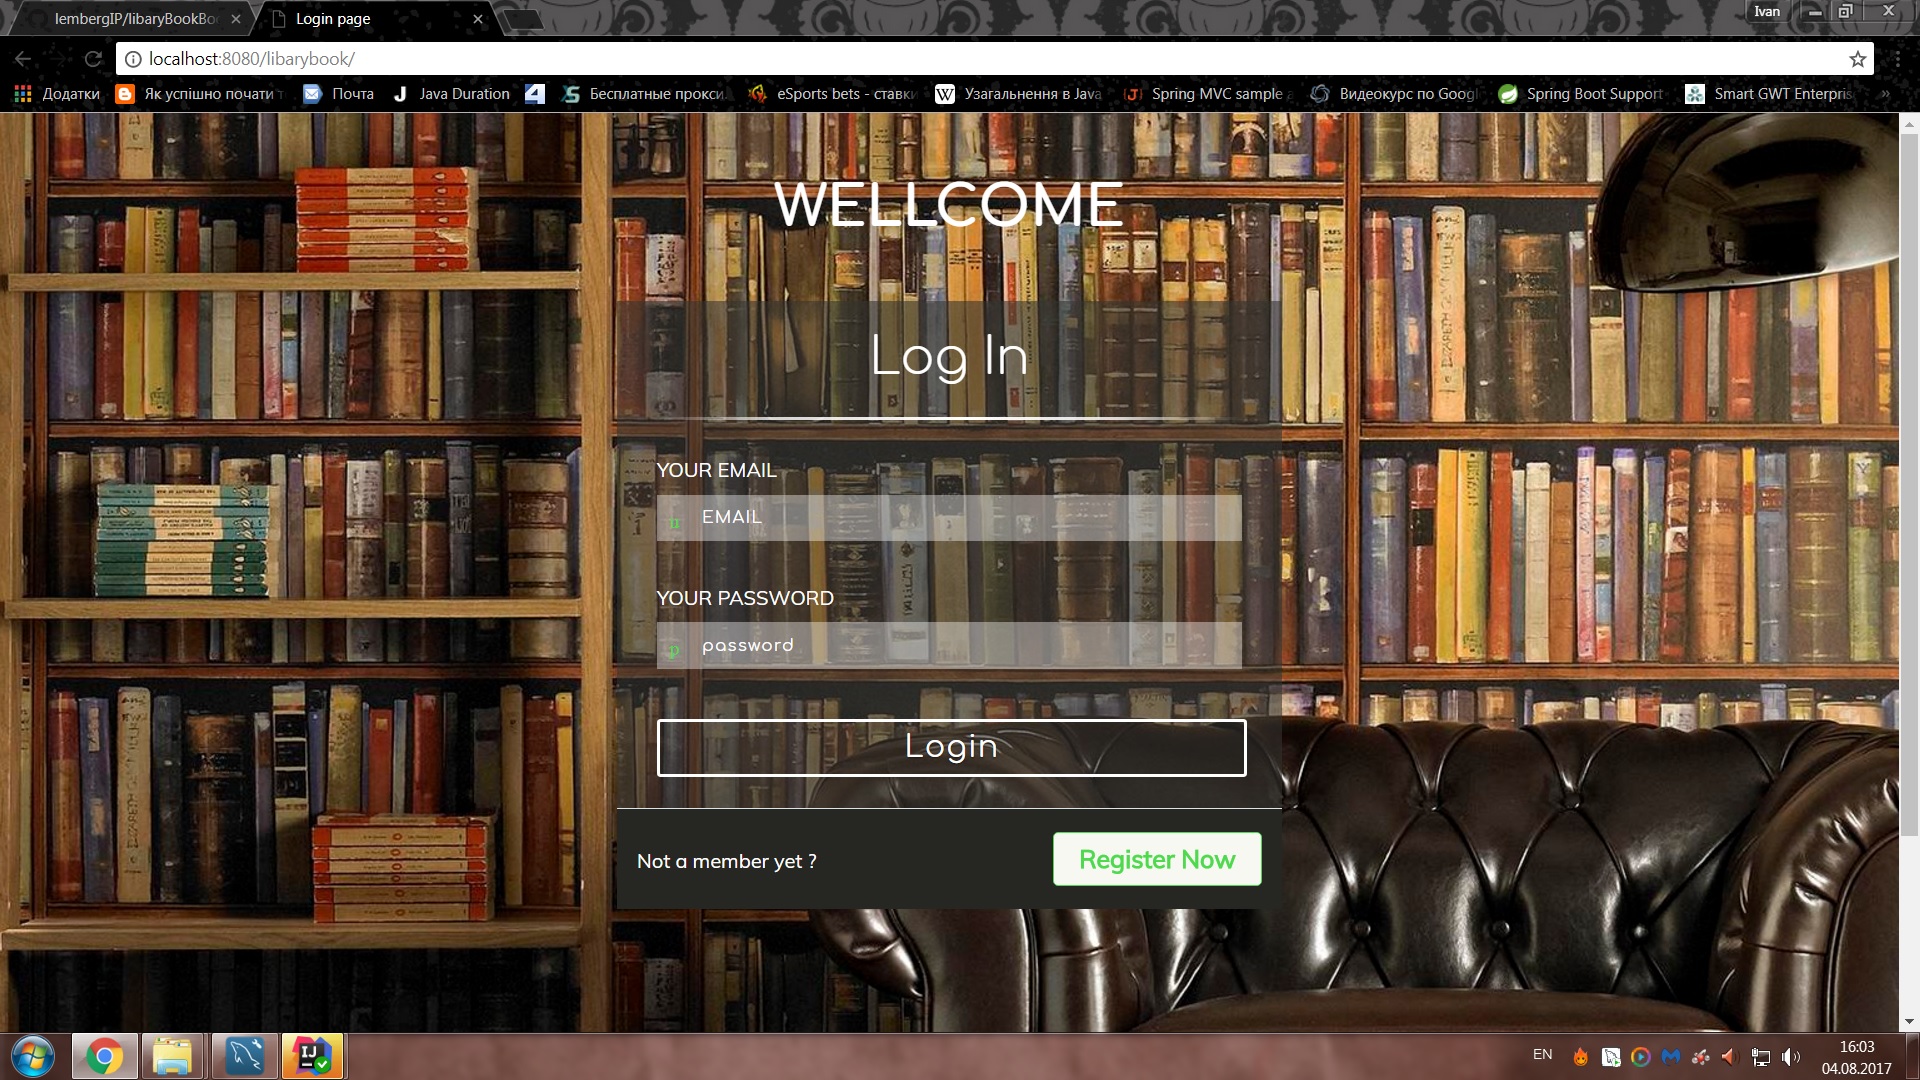 lembergIP/libaryBookBo
Login page
Ivan
localhost:8080/libarybook/
Додатки
Як успішно почати
Почта
Java Duration
Бесплатные прокси.
eSports bets - ставки
Узагальнення в Java
Spring MVC sample
Видеокурс по Googl
Spring Boot Support
Smart GWT Enterpris
»
WELLCOME
Log In
YOUR EMAIL
u EMAIL
YOUR PASSWORD
p password
Login
Not a member yet ?
Register Now
EN
16:03
04.08.2017